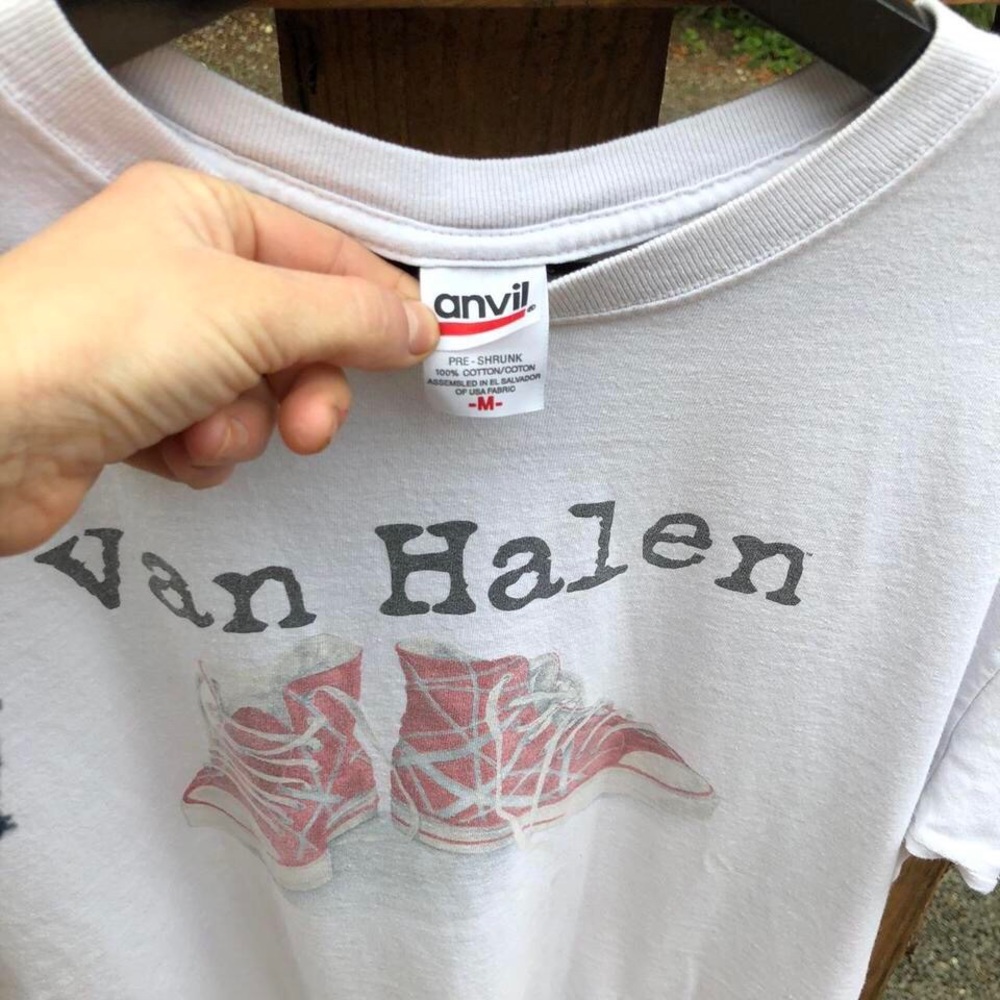 anvil®
PRE-SHRUNK
100% COTTON/COTON
ASSEMBLED IN EL SALVADOR
OF USA FABRIC
-M-
Van Halen